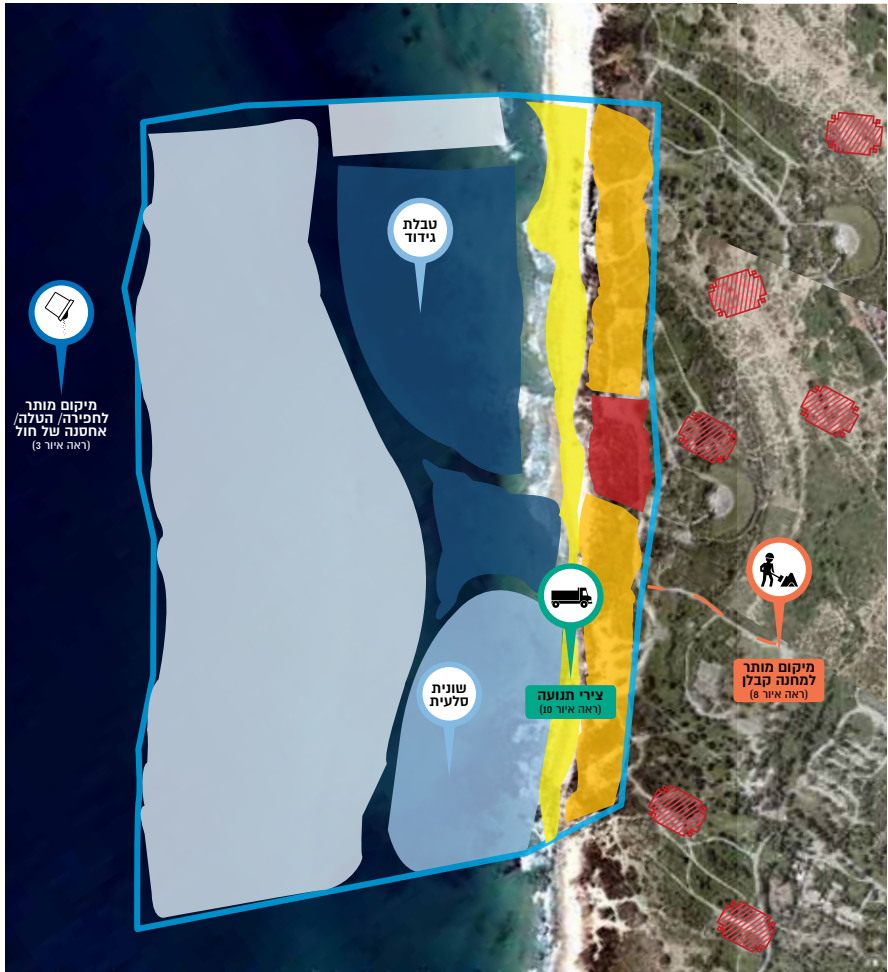 טבלת
גידוד
מיקום מותר
לחפירה/ הטלה/
אחסנה של חול
(ראה איור 3)
מיקום מותר
למחנה קבלן
(ראה איור 8)
שונית
סלעית
צירי תנועה
(ראה איור 10)